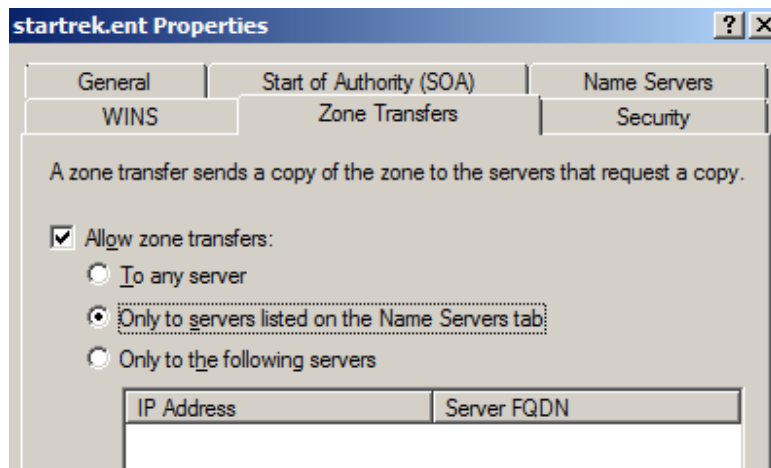 startrek.ent Properties
General Start of Authority (SOA) Name Servers
WINS Zone Transfers Security
A zone transfer sends a copy of the zone to the servers that request a copy.
Allow zone transfers:
To any server
Only to servers listed on the Name Servers tab
Only to the following servers
IP Address Server FQDN